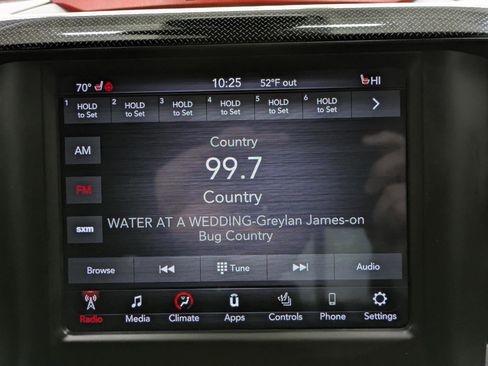 70° 10:25 52°F out HI
1 HOLD to Set 2 HOLD to Set 3 HOLD to Set 4 HOLD to Set 5 HOLD to Set 6 HOLD to Set
AM
Country
99.7
FM
Country
sxm
WATER AT A WEDDING-Greylan James-on
Bug Country
Browse Tune Audio
Radio Media Climate Apps Controls Phone Settings